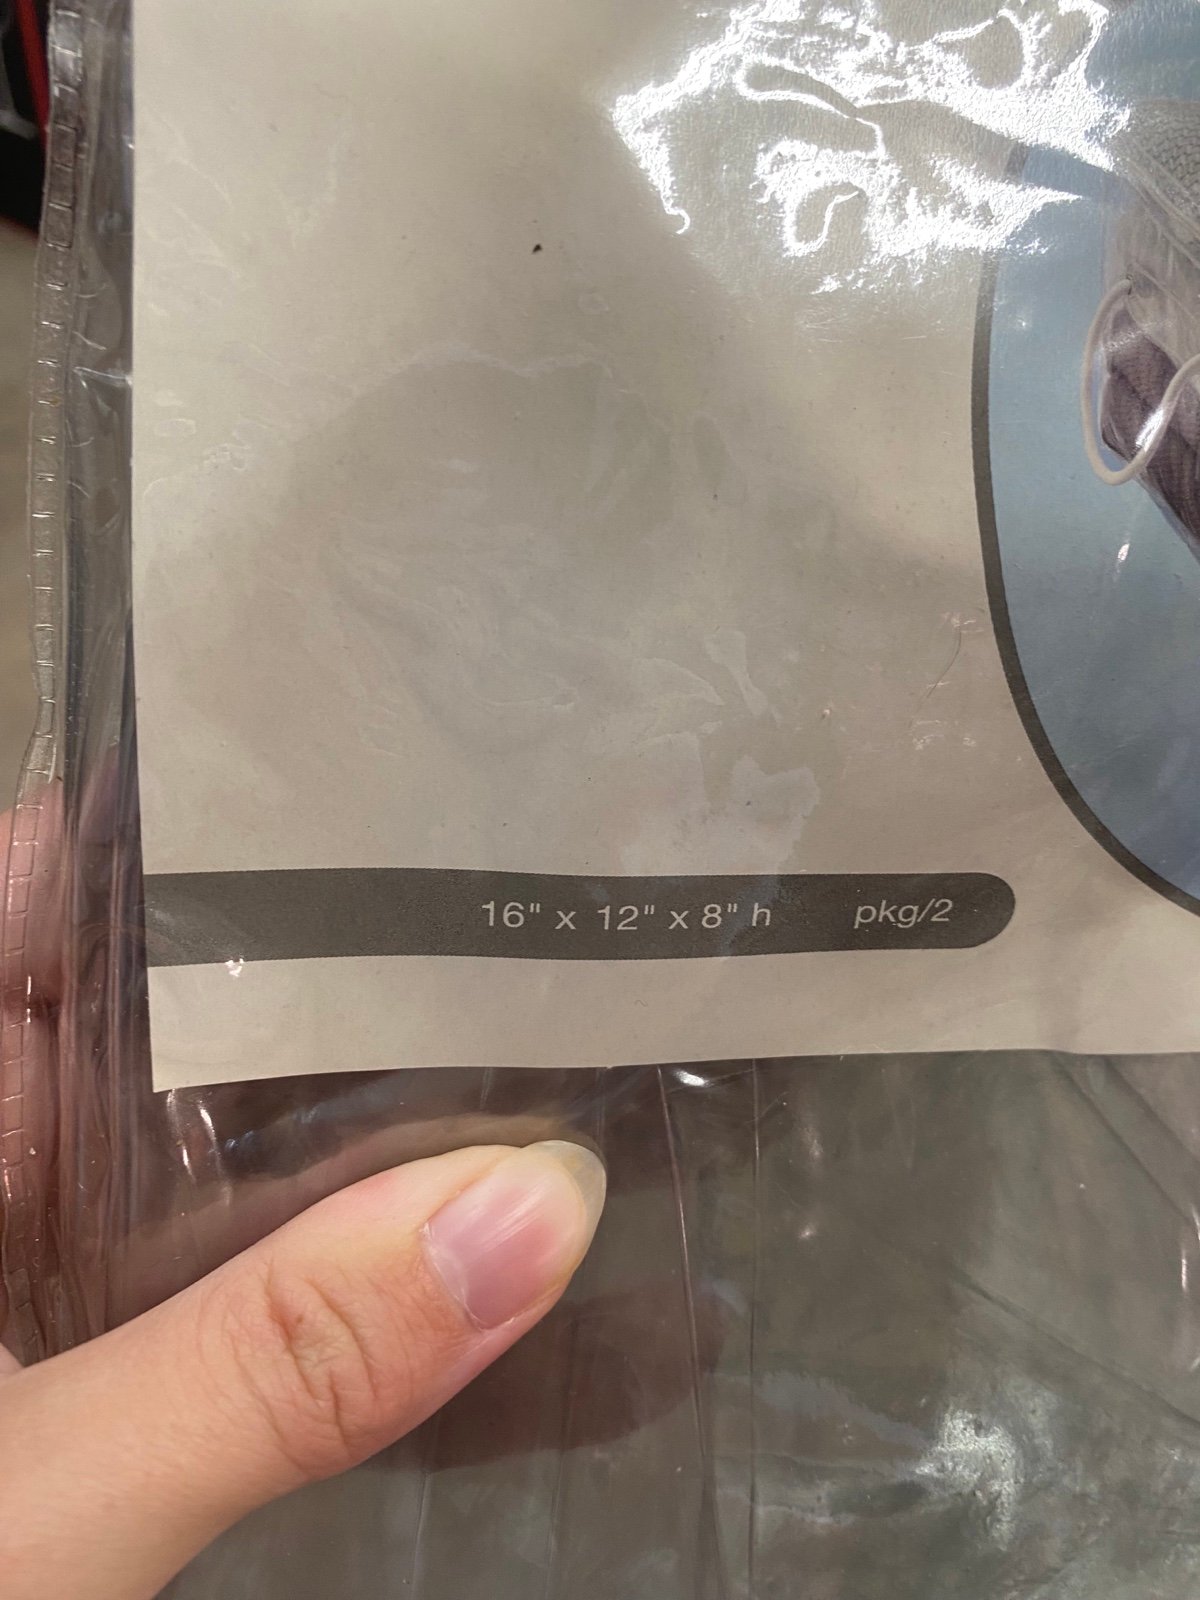 16" x 12" x 8" h pkg/2